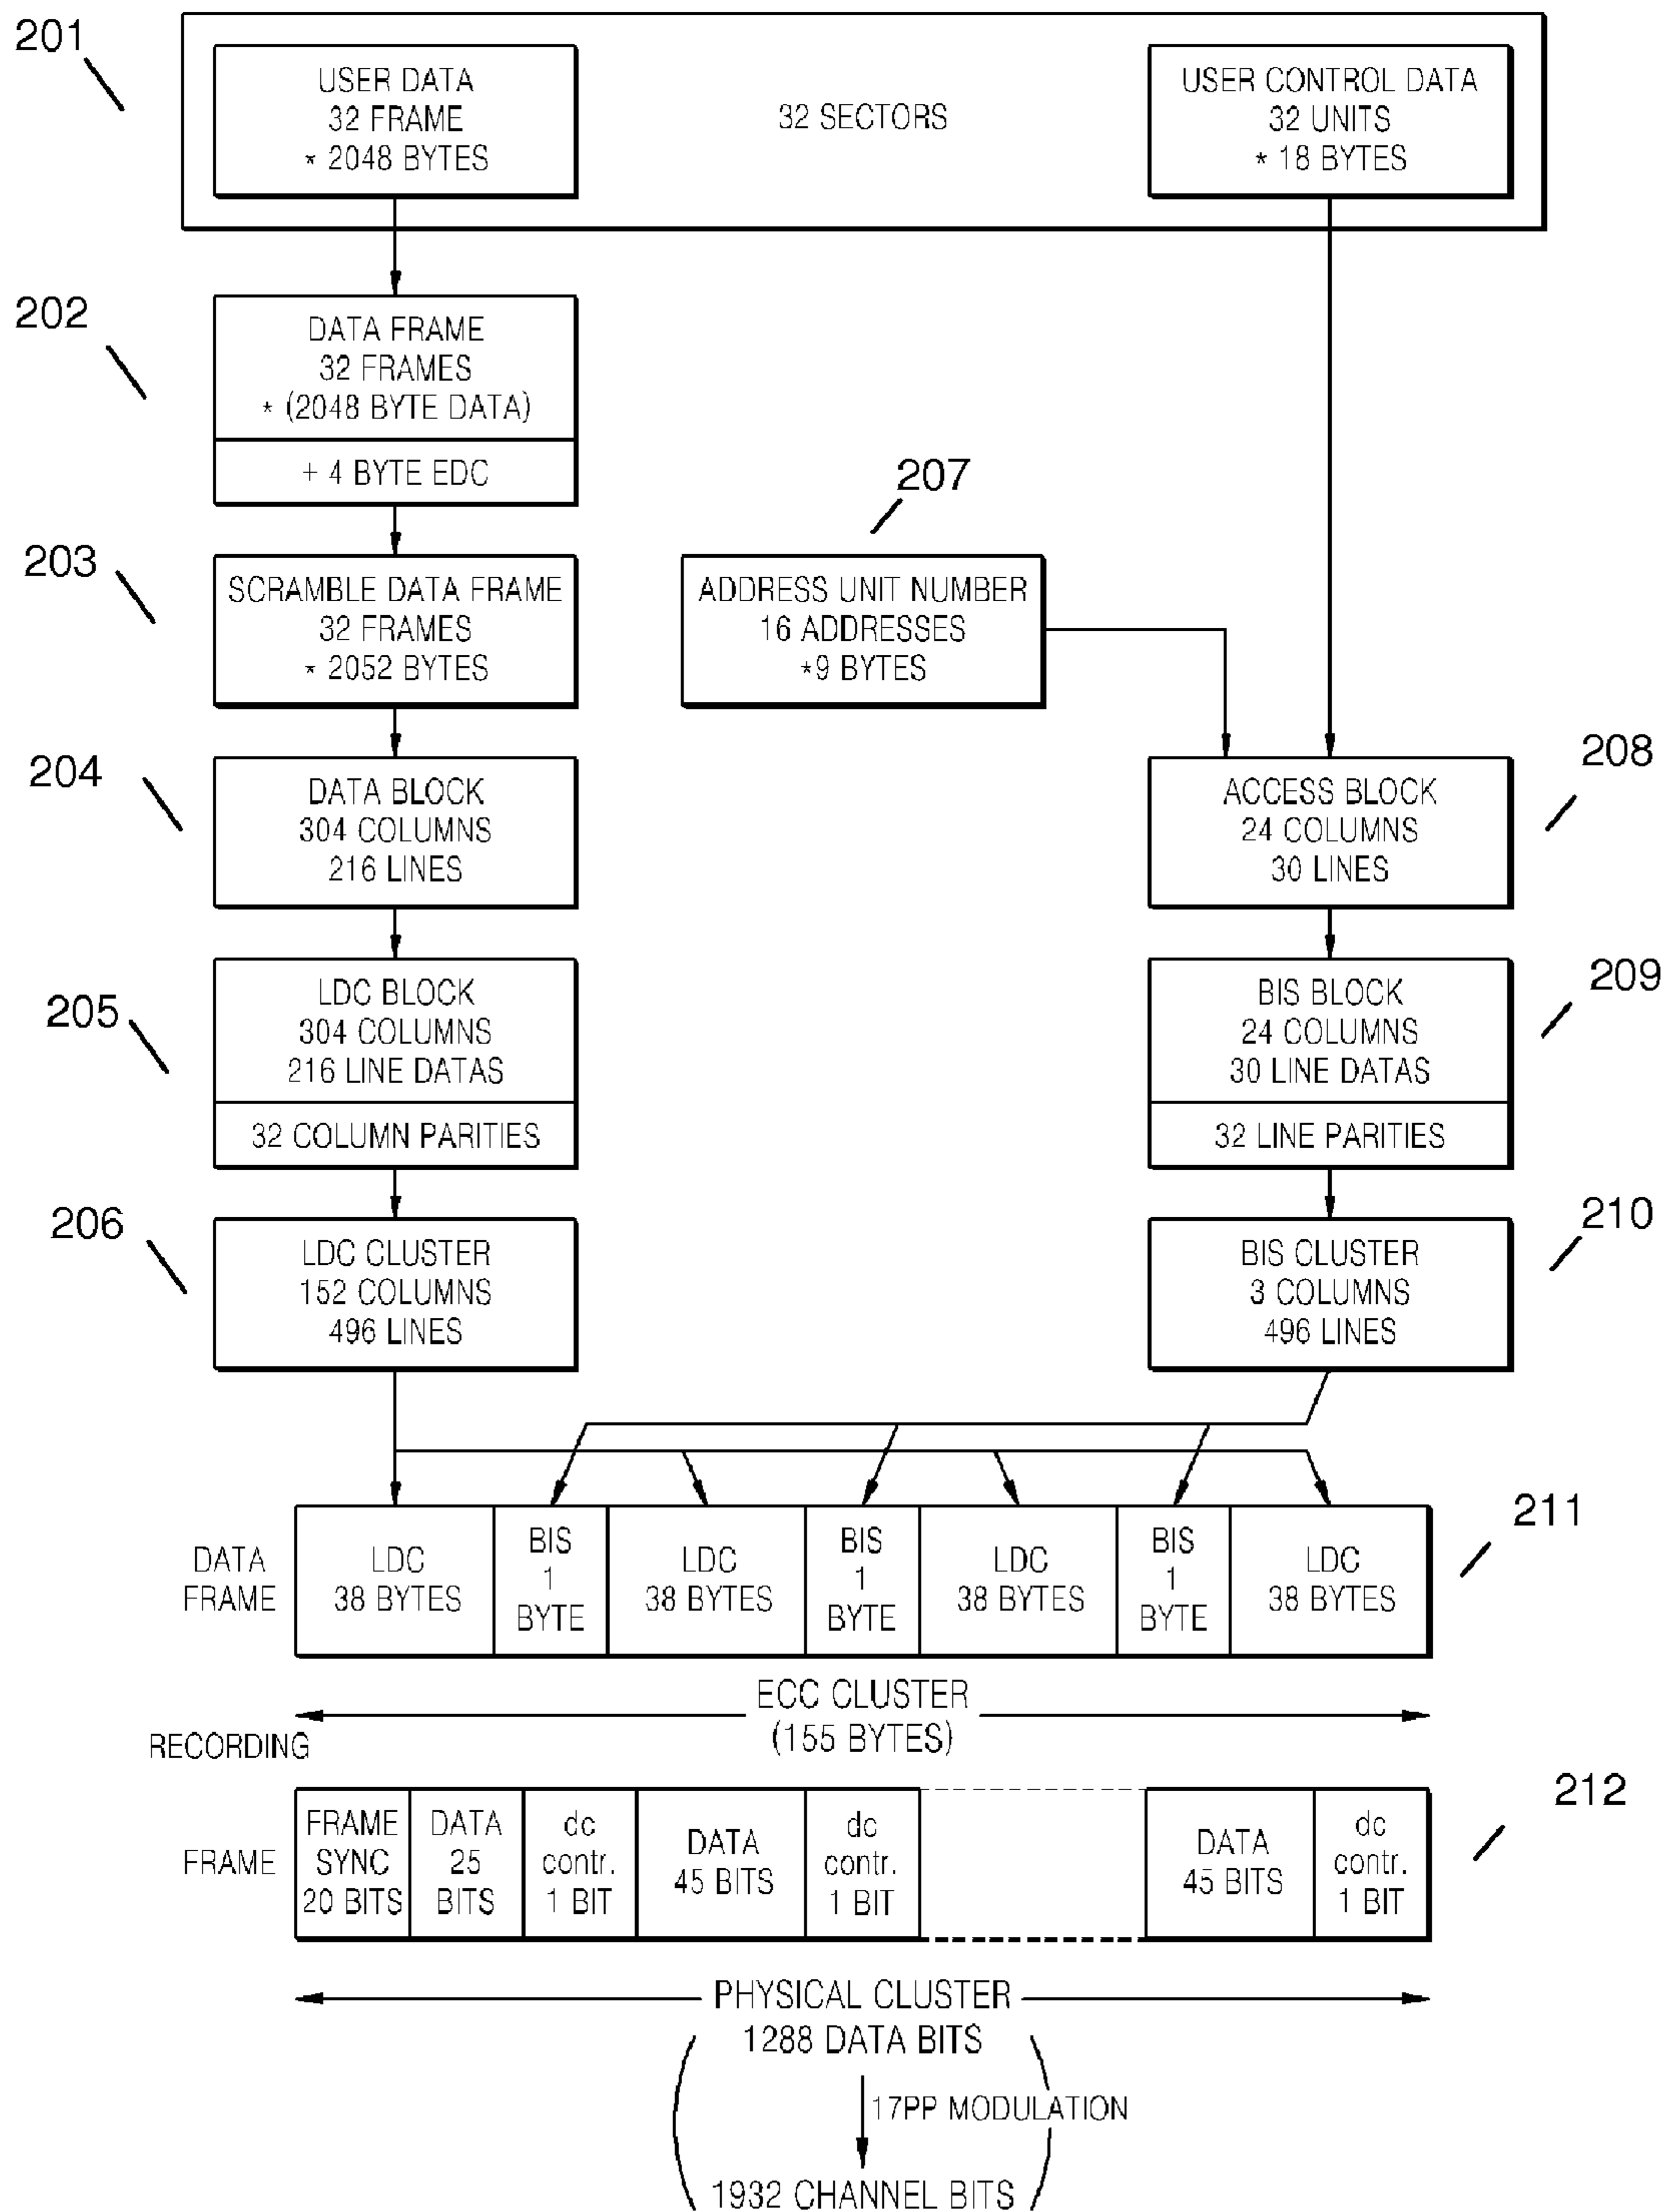 201
USER DATA
32 FRAME
* 2048 BYTES
32 SECTORS
USER CONTROL DATA
32 UNITS
* 18 BYTES
202
DATA FRAME
32 FRAMES
* (2048 BYTE DATA)
+ 4 BYTE EDC
203
SCRAMBLE DATA FRAME
32 FRAMES
* 2052 BYTES
207
ADDRESS UNIT NUMBER
16 ADDRESSES
*9 BYTES
204
DATA BLOCK
304 COLUMNS
216 LINES
208
ACCESS BLOCK
24 COLUMNS
30 LINES
205
LDC BLOCK
304 COLUMNS
216 LINE DATAS
32 COLUMN PARITIES
209
BIS BLOCK
24 COLUMNS
30 LINE DATAS
32 LINE PARITIES
206
LDC CLUSTER
152 COLUMNS
496 LINES
210
BIS CLUSTER
3 COLUMNS
496 LINES
211
DATA
FRAME
LDC
38 BYTES
BIS
1
BYTE
LDC
38 BYTES
BIS
1
BYTE
LDC
38 BYTES
BIS
1
BYTE
LDC
38 BYTES
ECC CLUSTER
(155 BYTES)
RECORDING
FRAME
212
FRAME
SYNC
20 BITS
DATA
25
BITS
dc
contr.
1 BIT
DATA
45 BITS
dc
contr.
1 BIT
DATA
45 BITS
dc
contr.
1 BIT
PHYSICAL CLUSTER
1288 DATA BITS
17PP MODULATION
1932 CHANNEL BITS